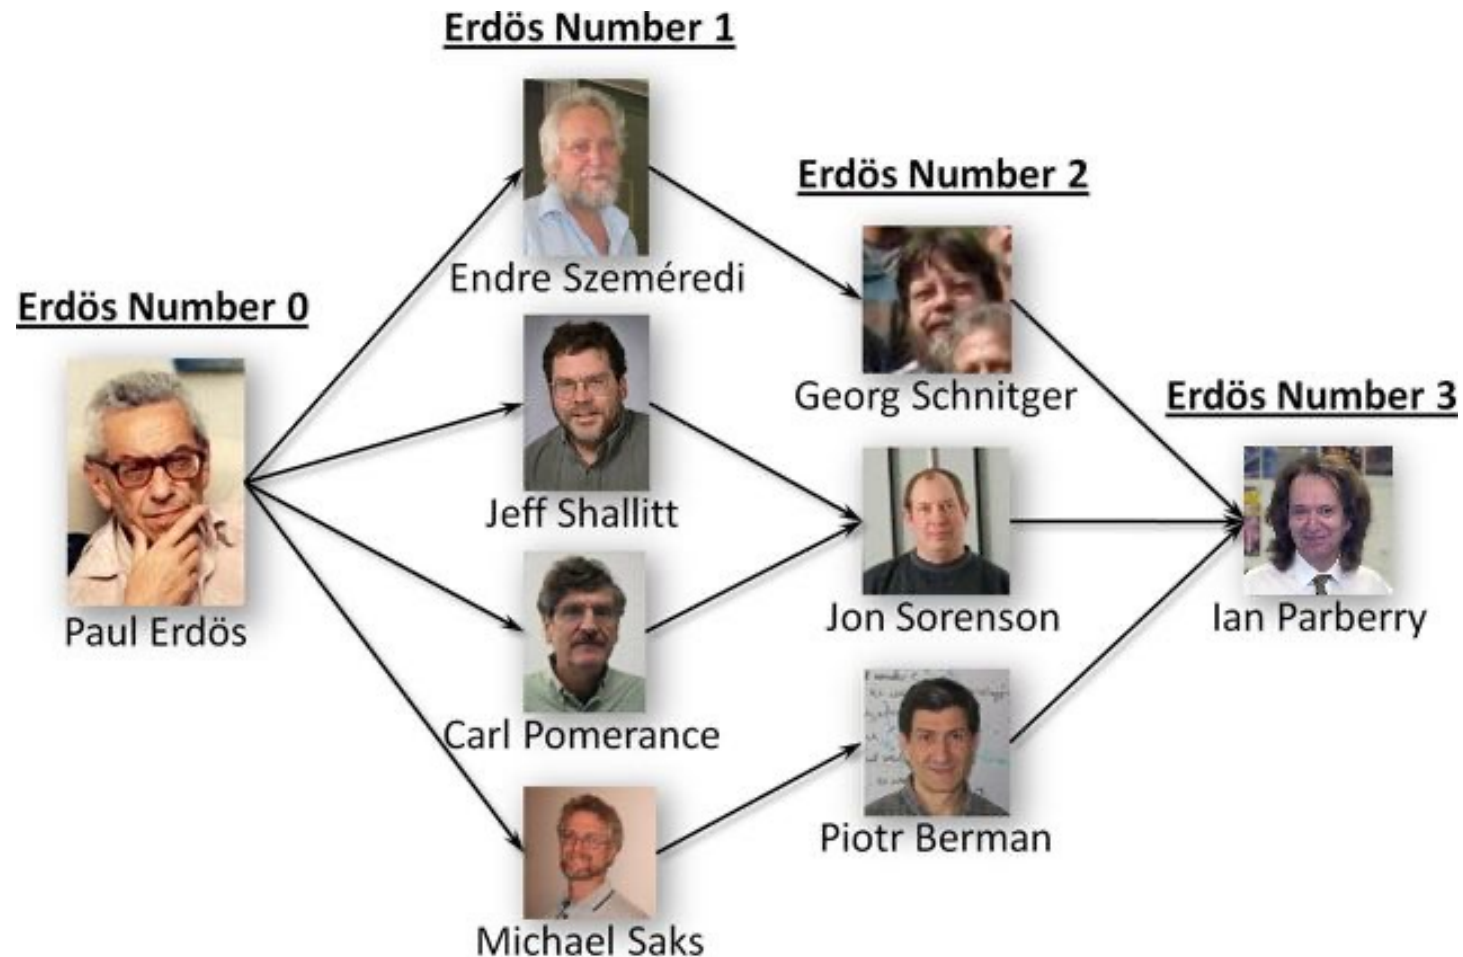 Erdös Number 1
Endre Szeméredi
Jeff Shallitt
Carl Pomerance
Michael Saks
Erdös Number 2
Georg Schnitger
Jon Sorenson
Piotr Berman
Erdös Number 0
Paul Erdös
Erdös Number 3
Ian Parberry